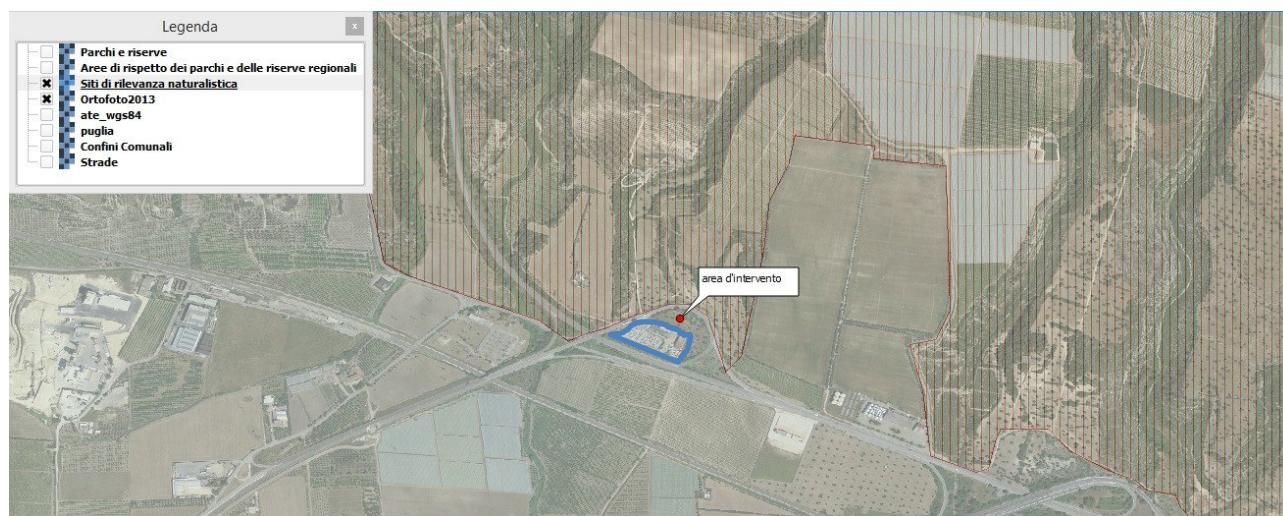 Legenda
x
Parchi e riserve
Aree di rispetto dei parchi e delle riserve regionali
Siti di rilevanza naturalistica
Ortofoto2013
ate_wgs84
puglia
Confini Comunali
Strade
area d'intervento